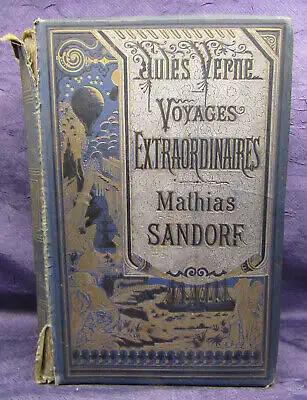 Jules Verne
Voyages
Extraordinaires
Mathias
Sandorf